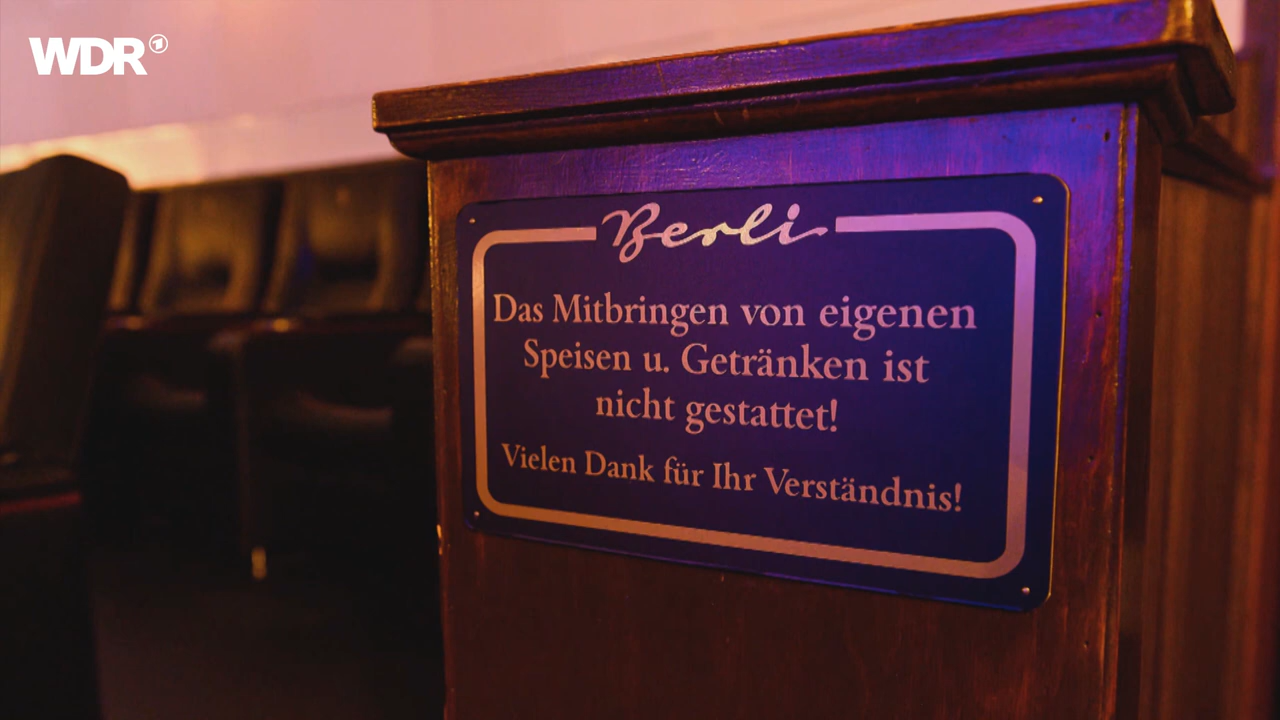 WDR
Berli
Das Mitbringen von eigenen
Speisen u. Getränken ist
nicht gestattet!
Vielen Dank für Ihr Verständnis!